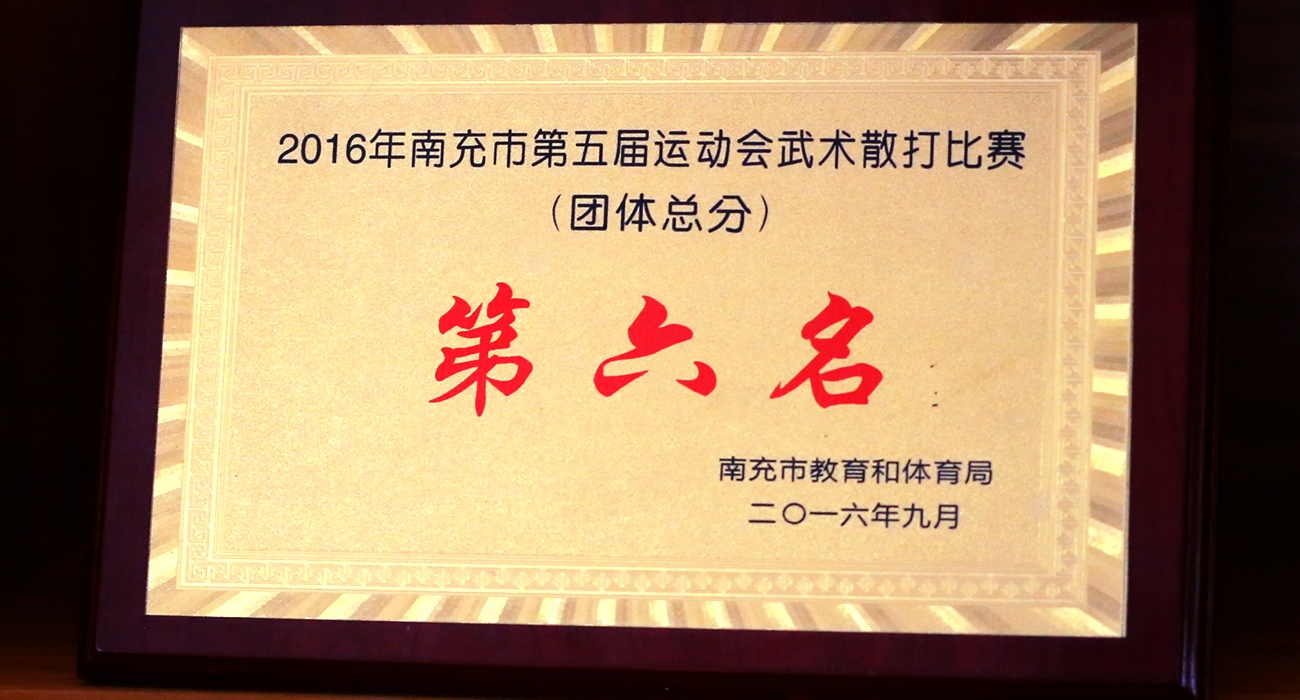 2016年南充市第五届运动会武术散打比赛
（团体总分）
第六名
南充市教育和体育局
二〇一六年九月